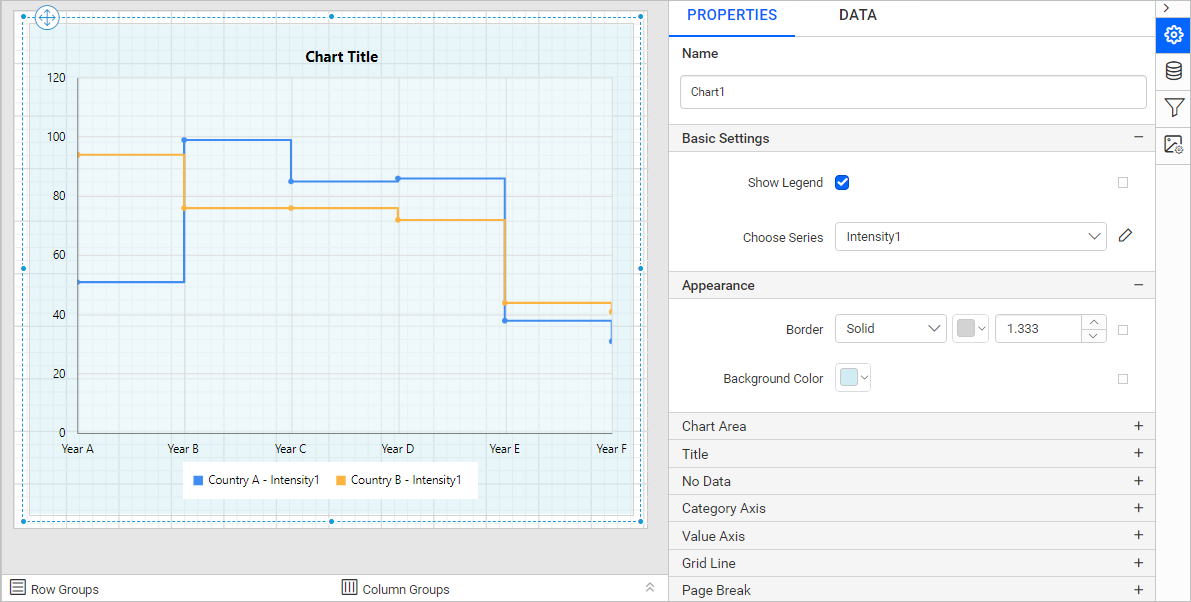 Chart Title
120
100
80
60
40
20
0
Year A Year B Year C Year D Year E Year F
Country A - Intensity1 Country B - Intensity1
Row Groups Column Groups
PROPERTIES DATA
Name
Chart1
Basic Settings
Show Legend
Choose Series Intensity1
Appearance
Border Solid 1.333
Background Color
Chart Area
Title
No Data
Category Axis
Value Axis
Grid Line
Page Break